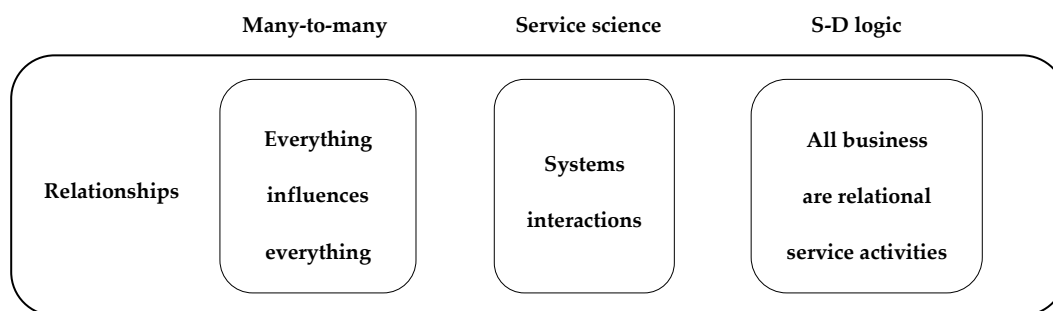 Many-to-many Service science S-D logic
Everything
influences
everything
Relationships
Systems
interactions
All business
are relational
service activities